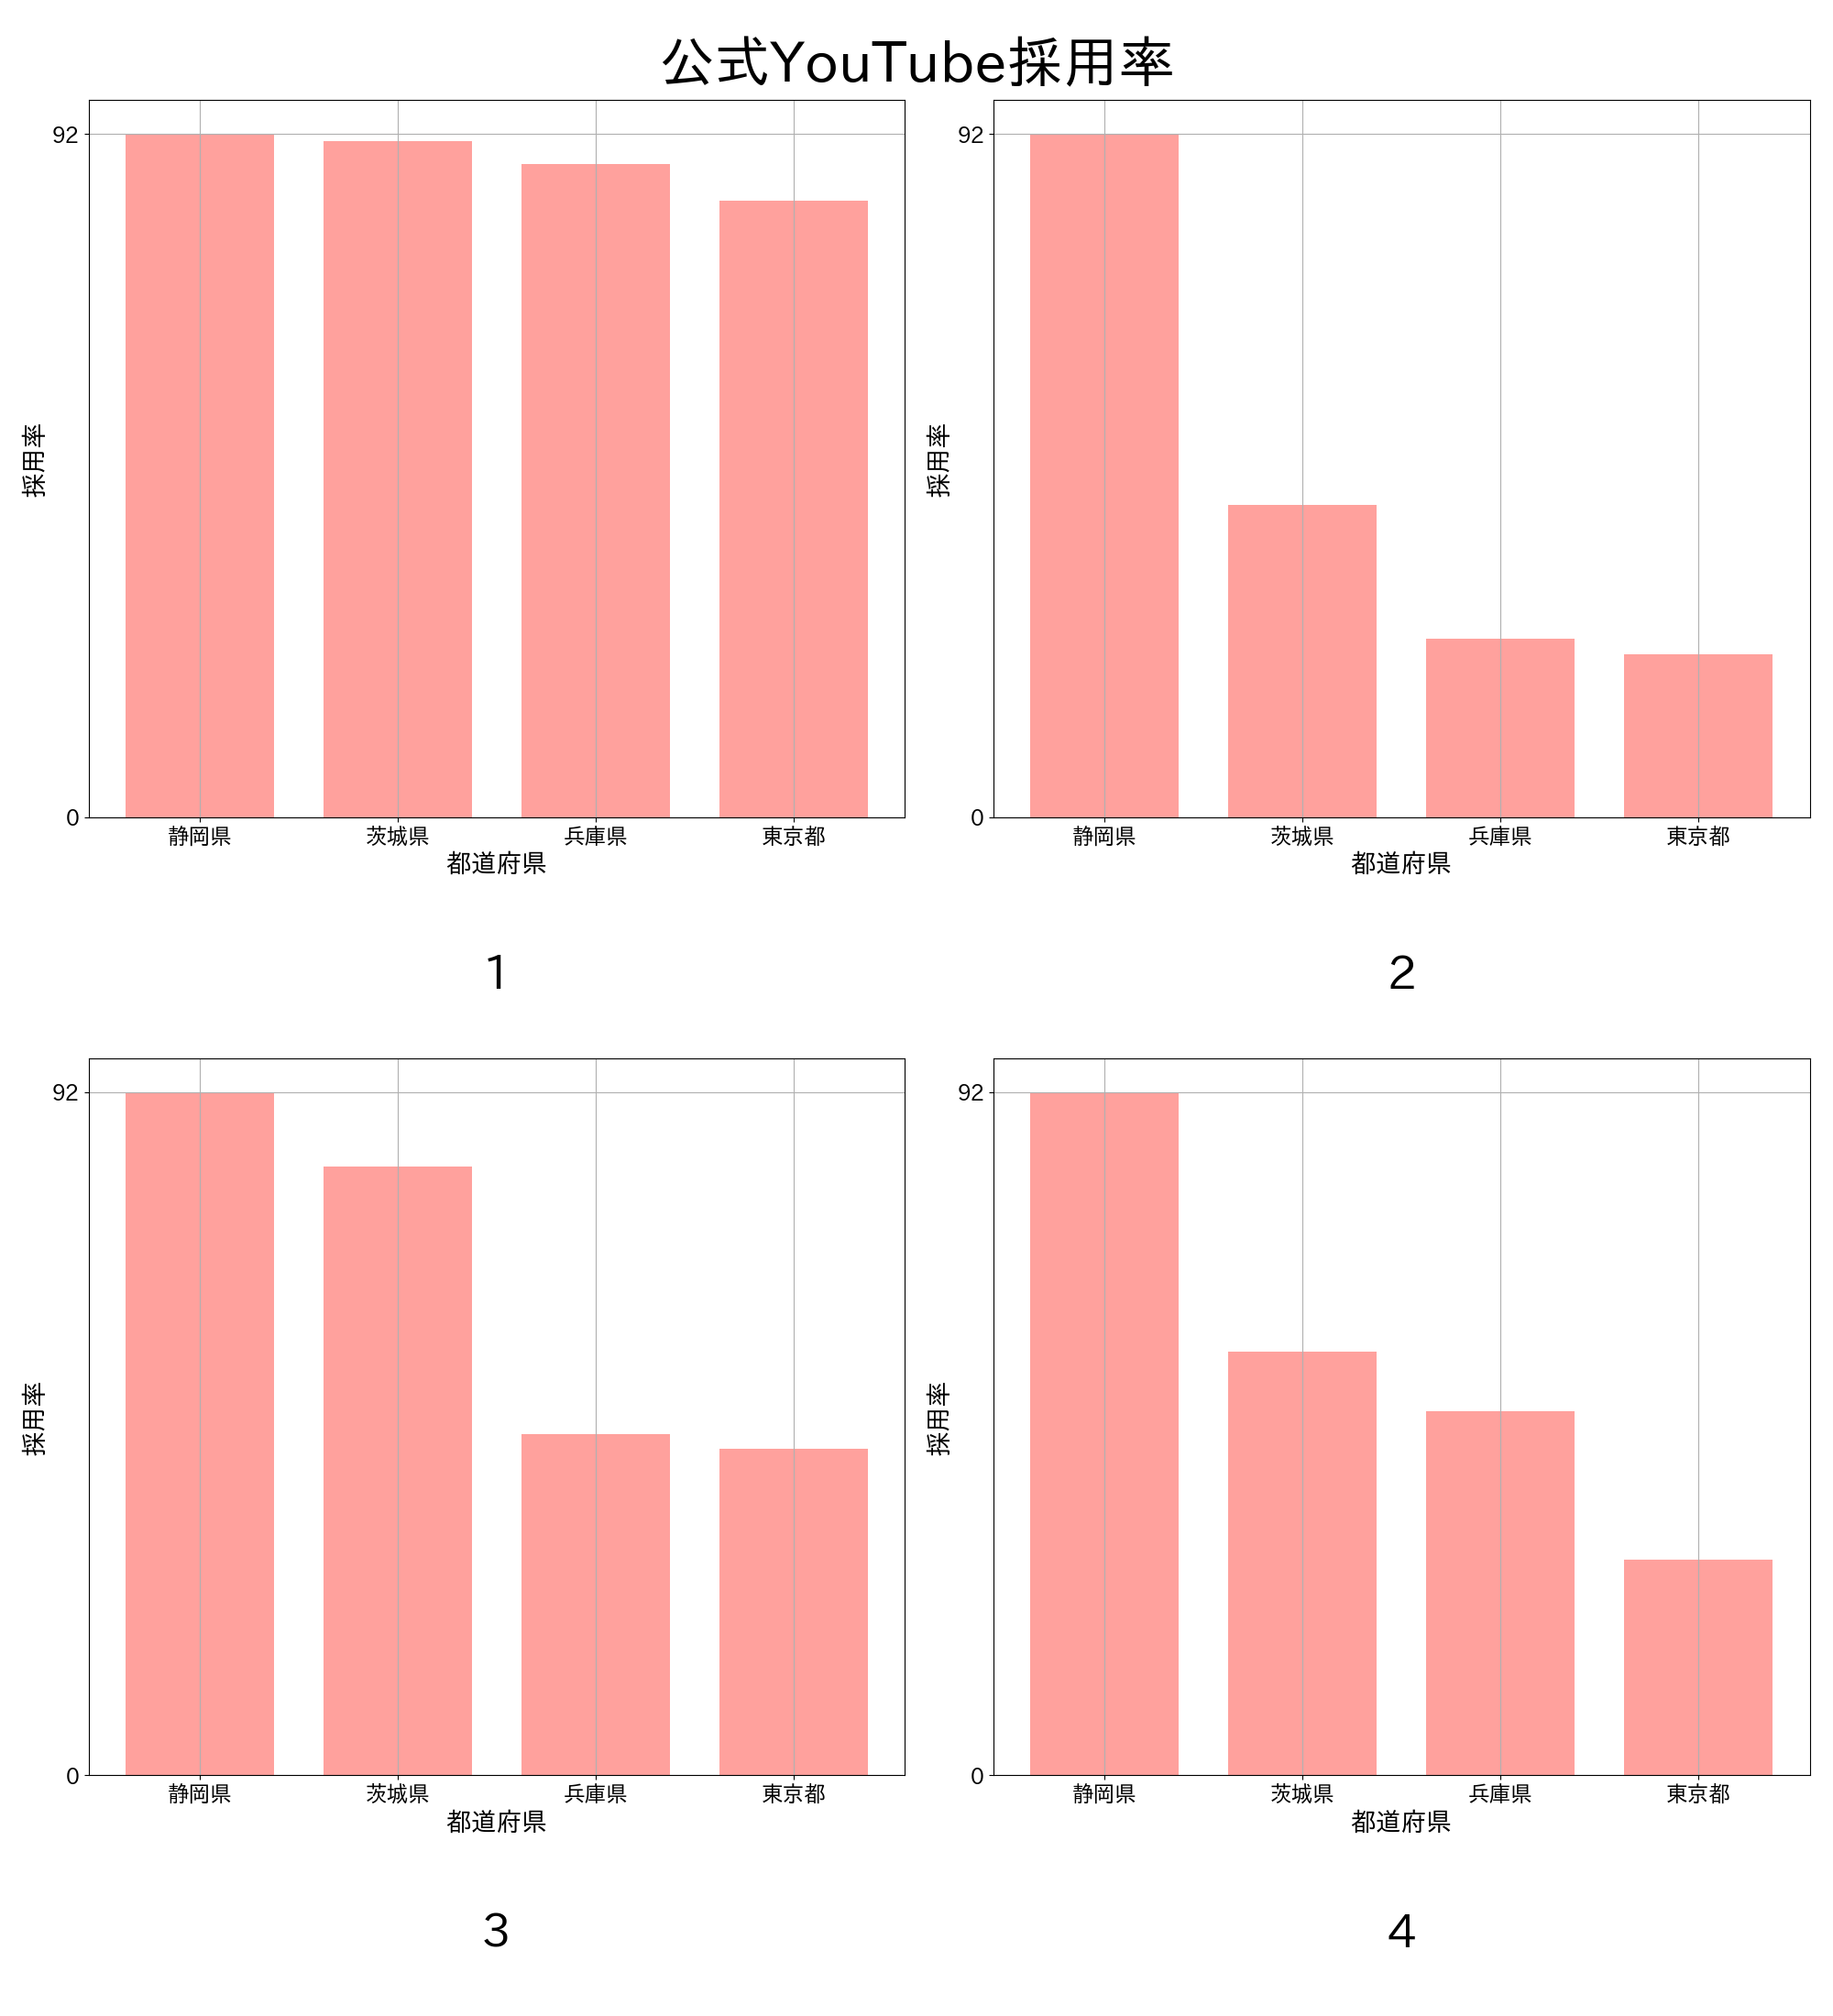 公式YouTube採用率
92
0
採用率
静岡県 茨城県 兵庫県 東京都
都道府県
1
92
0
採用率
静岡県 茨城県 兵庫県 東京都
都道府県
2
92
0
採用率
静岡県 茨城県 兵庫県 東京都
都道府県
3
92
0
採用率
静岡県 茨城県 兵庫県 東京都
都道府県
4